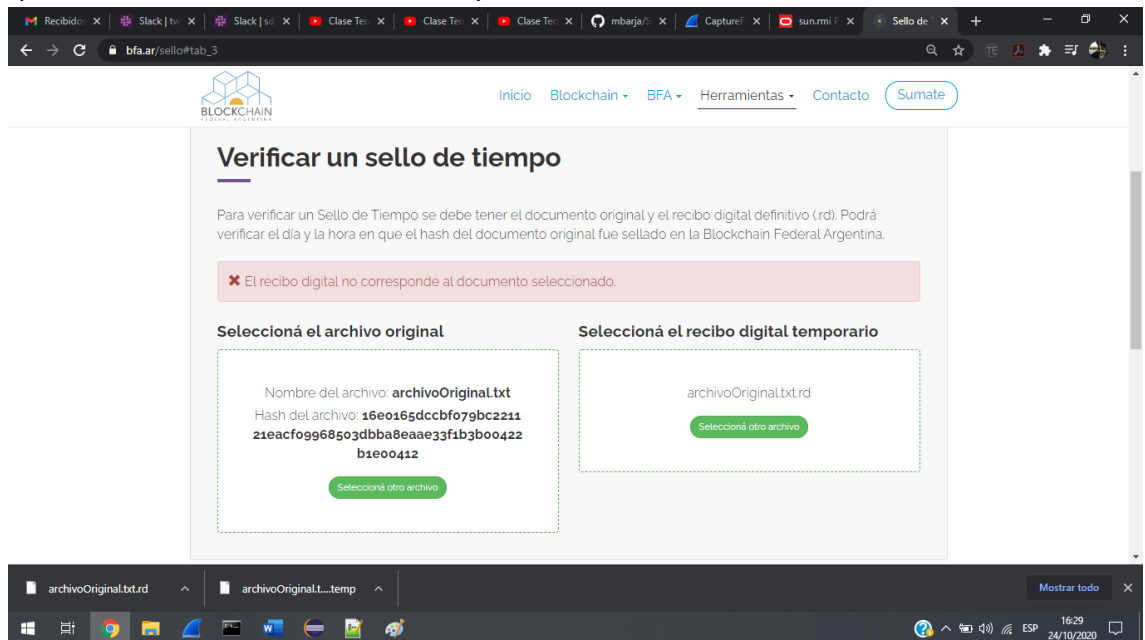 Recibidos
Slack | tw
Slack | sd
Clase Teo
Clase Teo
Clase Teo
mbarja/S
CaptureF
sun.rmi P
Sello de T
bfa.ar/sello#tab_3
BLOCKCHAIN
FEDERAL ARGENTINA
Inicio Blockchain BFA Herramientas Contacto Sumate
Verificar un sello de tiempo
Para verificar un Sello de Tiempo se debe tener el documento original y el recibo digital definitivo (.rd). Podrá
verificar el día y la hora en que el hash del documento original fue sellado en la Blockchain Federal Argentina.
El recibo digital no corresponde al documento seleccionado.
Seleccioná el archivo original
Nombre del archivo: archivoOriginal.txt
Hash del archivo: 16e0165dccbf079bc2211
21eacf09968503dbba8eaae33f1b3b00422
b1e00412
Seleccioná otro archivo
Seleccioná el recibo digital temporario
archivoOriginal.txt.rd
Seleccioná otro archivo
archivoOriginal.txt.rd
archivoOriginal.t....temp
Mostrar todo
ESP
16:29
24/10/2020